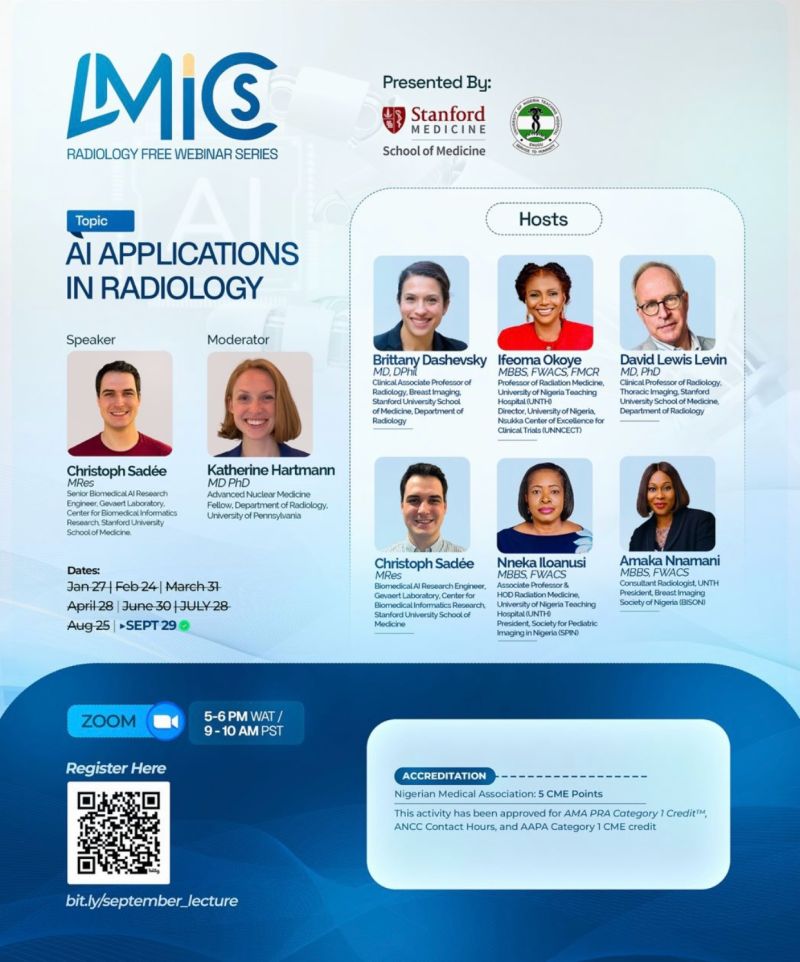 LMiCs
RADIOLOGY FREE WEBINAR SERIES
Presented By:
Stanford
MEDICINE
School of Medicine
Topic
AI APPLICATIONS
IN RADIOLOGY
Speaker
Christoph Sadée
MRes
Senior Biomedical AI Research
Engineer, Gevaert Laboratory,
Center for Biomedical Informatics
Research, Stanford University
School of Medicine.
Moderator
Katherine Hartmann
MD PhD
Advanced Nuclear Medicine
Fellow, Department of Radiology,
University of Pennsylvania
Dates:
Jan 27 | Feb 24 | March 31
April 28 | June 30 | JULY 28
Aug 25 | ▸SEPT 29
Hosts
Brittany Dashevsky
MD, DPhil
Clinical Associate Professor of
Radiology, Breast Imaging,
Stanford University School
of Medicine, Department of
Radiology
Ifeoma Okoye
MBBS, FWACS, FMCR
Professor of Radiation Medicine,
University of Nigeria Teaching
Hospital (UNTH)
Director, University of Nigeria,
Nsukka Center of Excellence for
Clinical Trials (UNNCECT)
David Lewis Levin
MD, PhD
Clinical Professor of Radiology,
Thoracic Imaging, Stanford
University School of Medicine,
Department of Radiology
Christoph Sadée
MRes
Biomedical AI Research Engineer,
Gevaert Laboratory, Center for
Biomedical Informatics Research,
Stanford University School of
Medicine
Nneka Iloanusi
MBBS, FWACS
Associate Professor &
HOD Radiation Medicine,
University of Nigeria Teaching
Hospital (UNTH)
President, Society for Pediatric
Imaging in Nigeria (SPIN)
Amaka Nnamani
MBBS, FWACS
Consultant Radiologist, UNTH
President, Breast Imaging
Society of Nigeria (BISON)
ZOOM
5-6 PM WAT /
9 - 10 AM PST
Register Here
bit.ly/september_lecture
ACCREDITATION
Nigerian Medical Association: 5 CME Points
This activity has been approved for AMA PRA Category 1 Credit™,
ANCC Contact Hours, and AAPA Category 1 CME credit